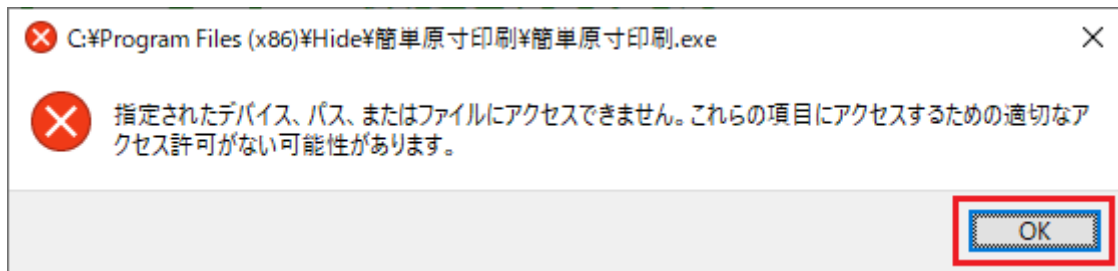 C:¥Program Files (x86)¥Hide¥簡単原寸印刷¥簡単原寸印刷.exe
指定されたデバイス、パス、またはファイルにアクセスできません。これらの項目にアクセスするための適切なア
クセス許可がない可能性があります。
OK